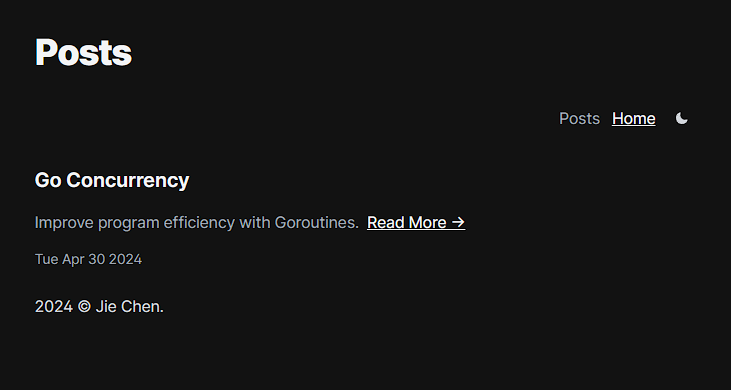 Posts
Posts Home
Go Concurrency
Improve program efficiency with Goroutines. Read More →
Tue Apr 30 2024
2024 © Jie Chen.